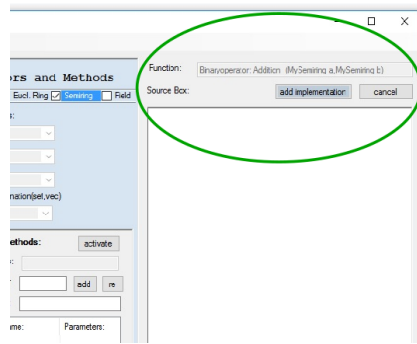 ors and Methods
Eucl. Ring Semiring Field
s:
nation(set,vec)
ethods: activate
o:
add re
ame: Parameters:
Function: Binaryoperator: Addition (MySemiring a,MySemiring b)
Source Box: add implementation cancel